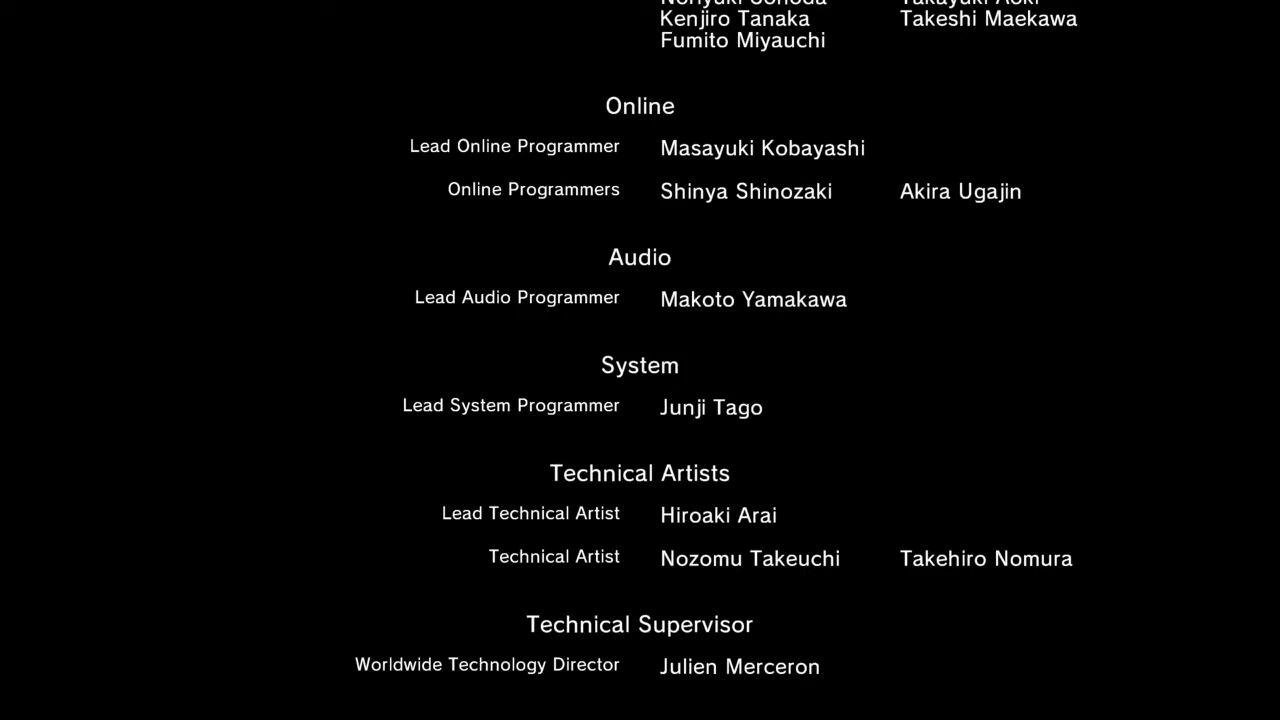 Kenjiro Tanaka Takeshi Maekawa
Fumito Miyauchi
Online
Lead Online Programmer Masayuki Kobayashi
Online Programmers Shinya Shinozaki Akira Ugajin
Audio
Lead Audio Programmer Makoto Yamakawa
System
Lead System Programmer Junji Tago
Technical Artists
Lead Technical Artist Hiroaki Arai
Technical Artist Nozomu Takeuchi Takehiro Nomura
Technical Supervisor
Worldwide Technology Director Julien Merceron